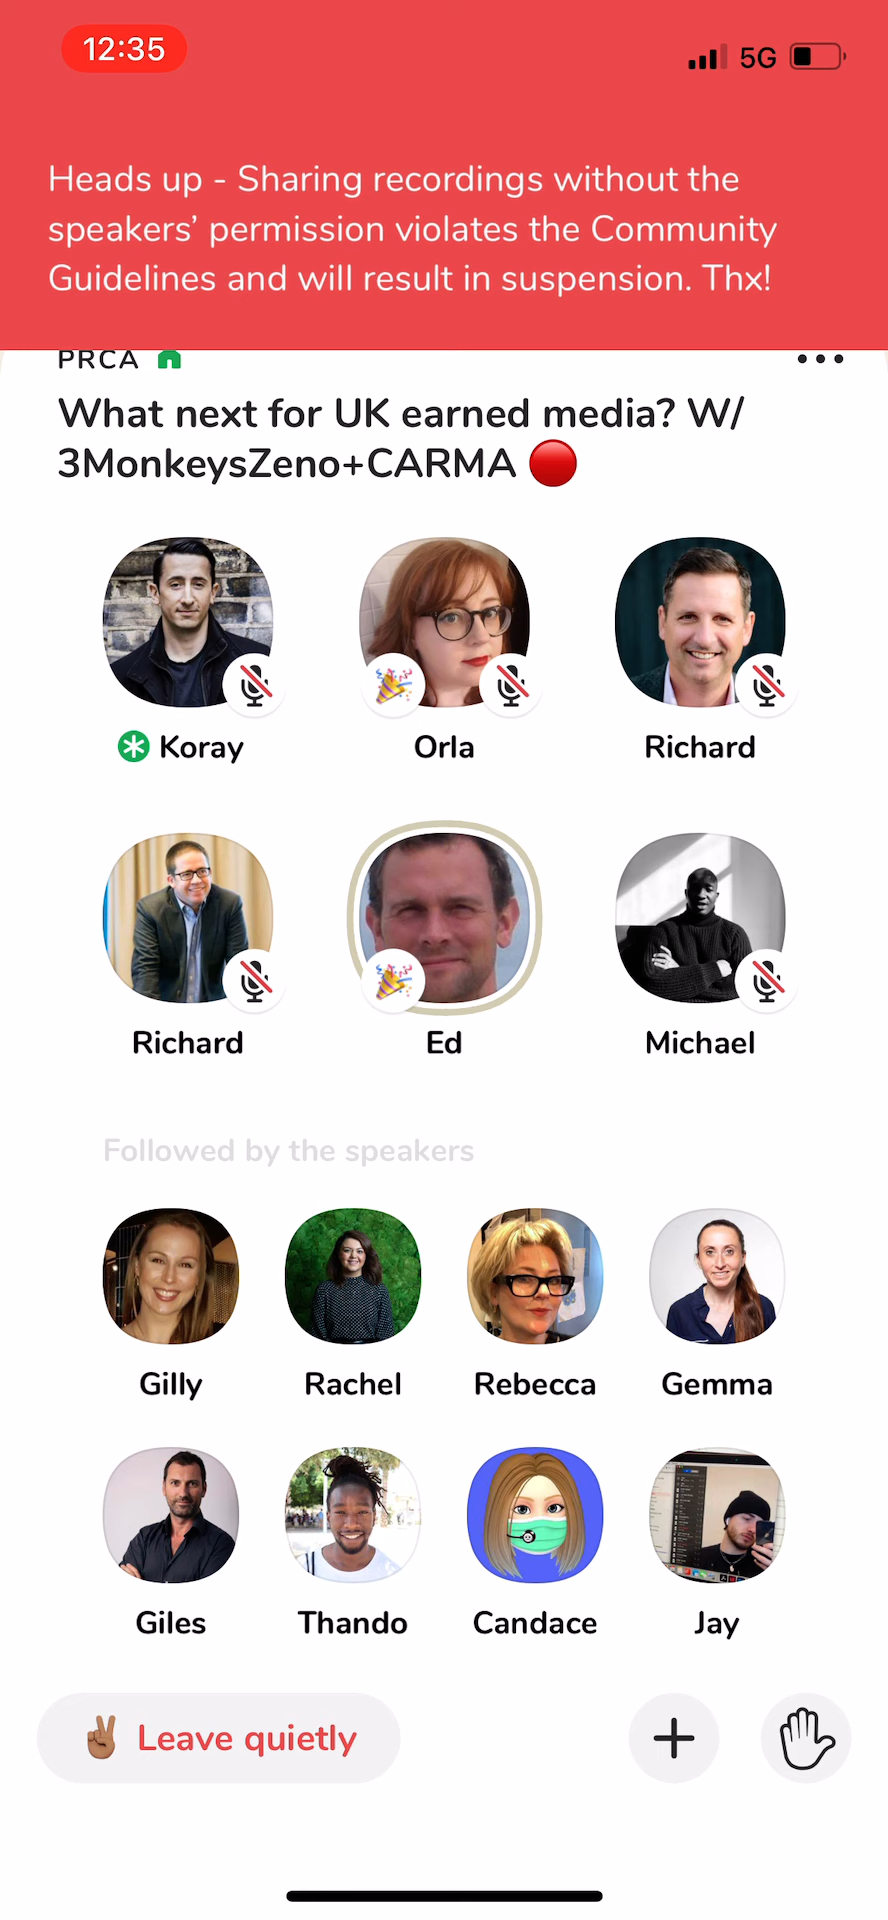 12:35
5G
Heads up - Sharing recordings without the
speakers’ permission violates the Community
Guidelines and will result in suspension. Thx!
PRCA
What next for UK earned media? W/
3MonkeysZeno+CARMA 🔴
Koray
Orla
Richard
Richard
Ed
Michael
Followed by the speakers
Gilly
Rachel
Rebecca
Gemma
Giles
Thando
Candace
Jay
✌🏽 Leave quietly